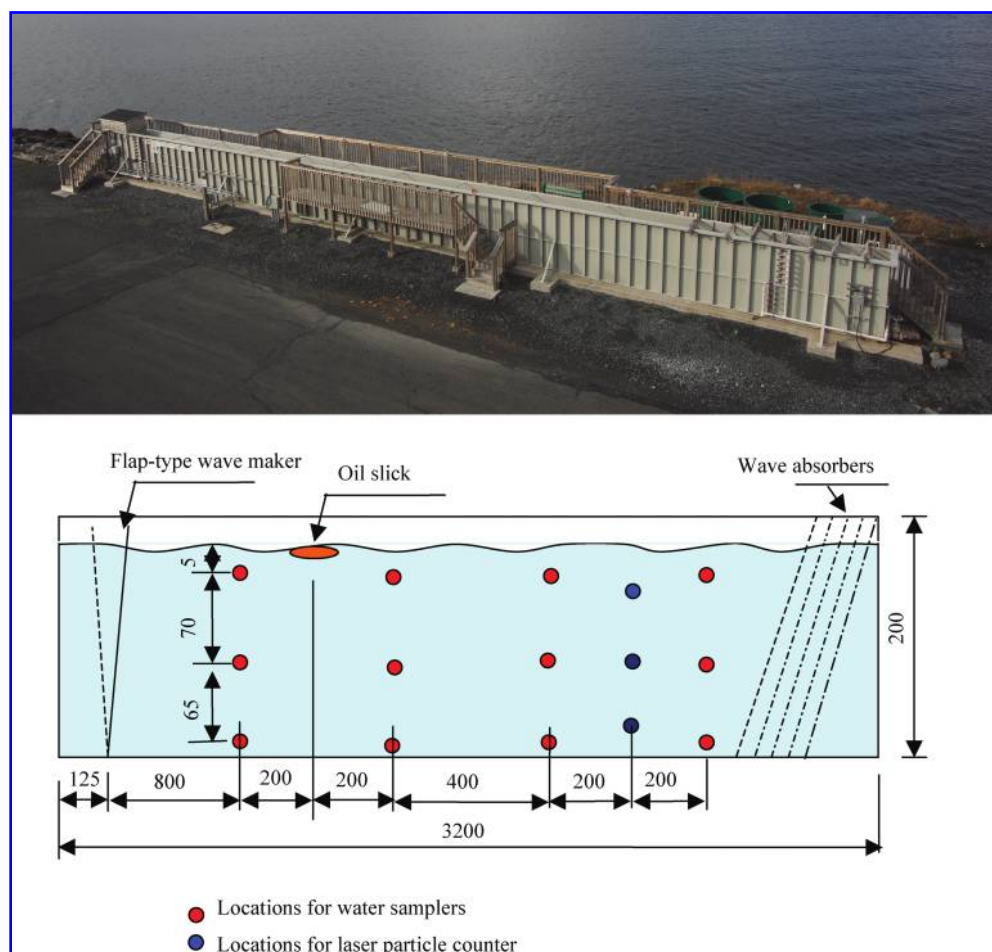 Flap-type wave maker
Oil slick
Wave absorbers
5
70
65
200
125
800
200
200
400
200
200
3200
Locations for water samplers
Locations for laser particle counter